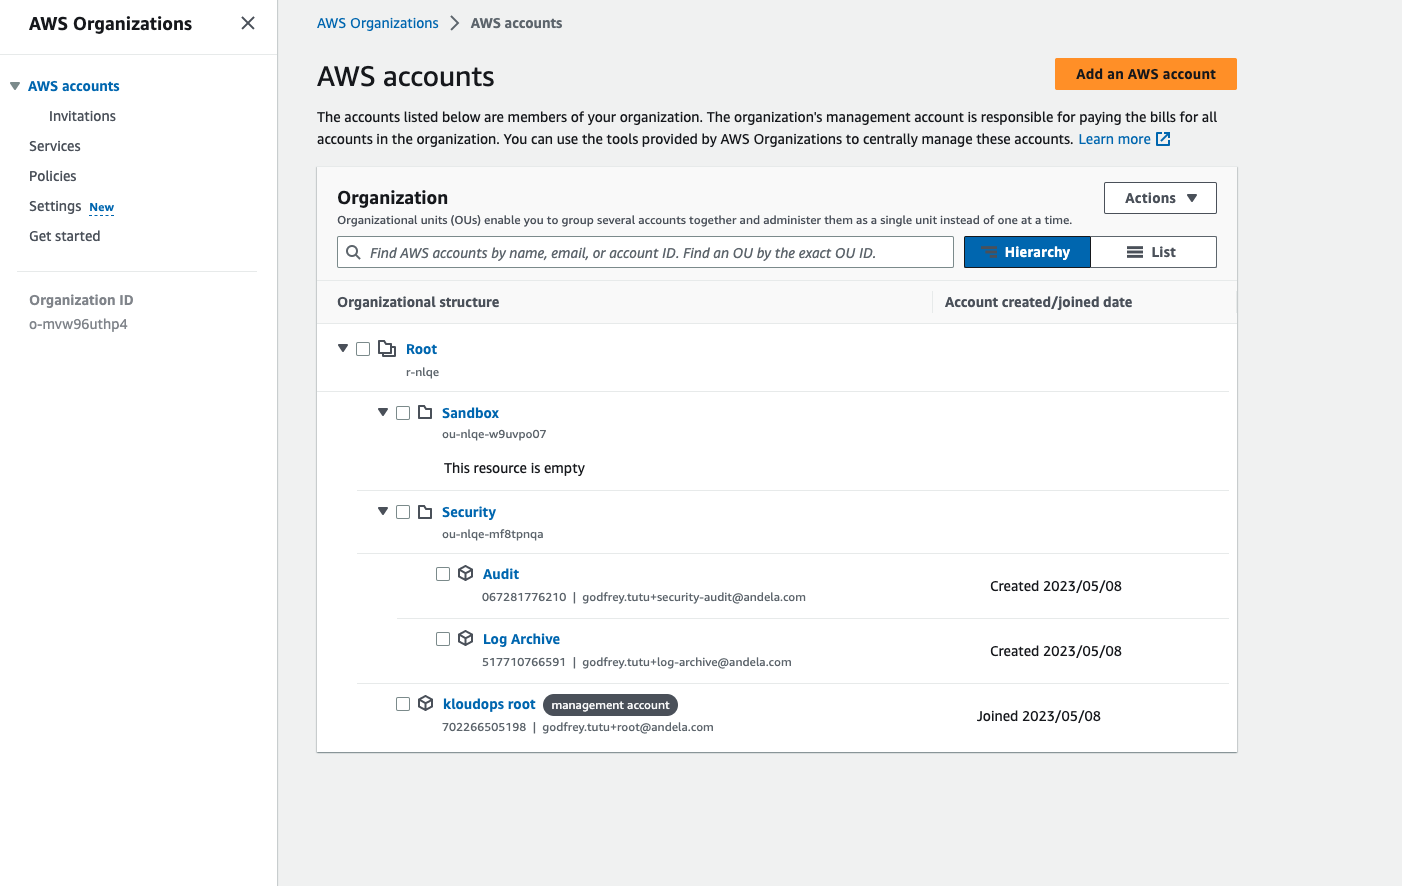 AWS Organizations
AWS accounts
Invitations
Services
Policies
Settings New
Get started
Organization ID
o-mvw96uthp4
AWS Organizations > AWS accounts
AWS accounts
Add an AWS account
The accounts listed below are members of your organization. The organization's management account is responsible for paying the bills for all
accounts in the organization. You can use the tools provided by AWS Organizations to centrally manage these accounts. Learn more
Organization
Actions
Organizational units (OUs) enable you to group several accounts together and administer them as a single unit instead of one at a time.
Find AWS accounts by name, email, or account ID. Find an OU by the exact OU ID.
Hierarchy
List
Organizational structure
Account created/joined date
Root
r-nlqe
Sandbox
ou-nlqe-w9uvpo07
This resource is empty
Security
ou-nlqe-mf8tpnqa
Audit
067281776210 | godfrey.tutu+security-audit@andela.com
Created 2023/05/08
Log Archive
517710766591 | godfrey.tutu+log-archive@andela.com
Created 2023/05/08
kloudops root management account
702266505198 | godfrey.tutu+root@andela.com
Joined 2023/05/08